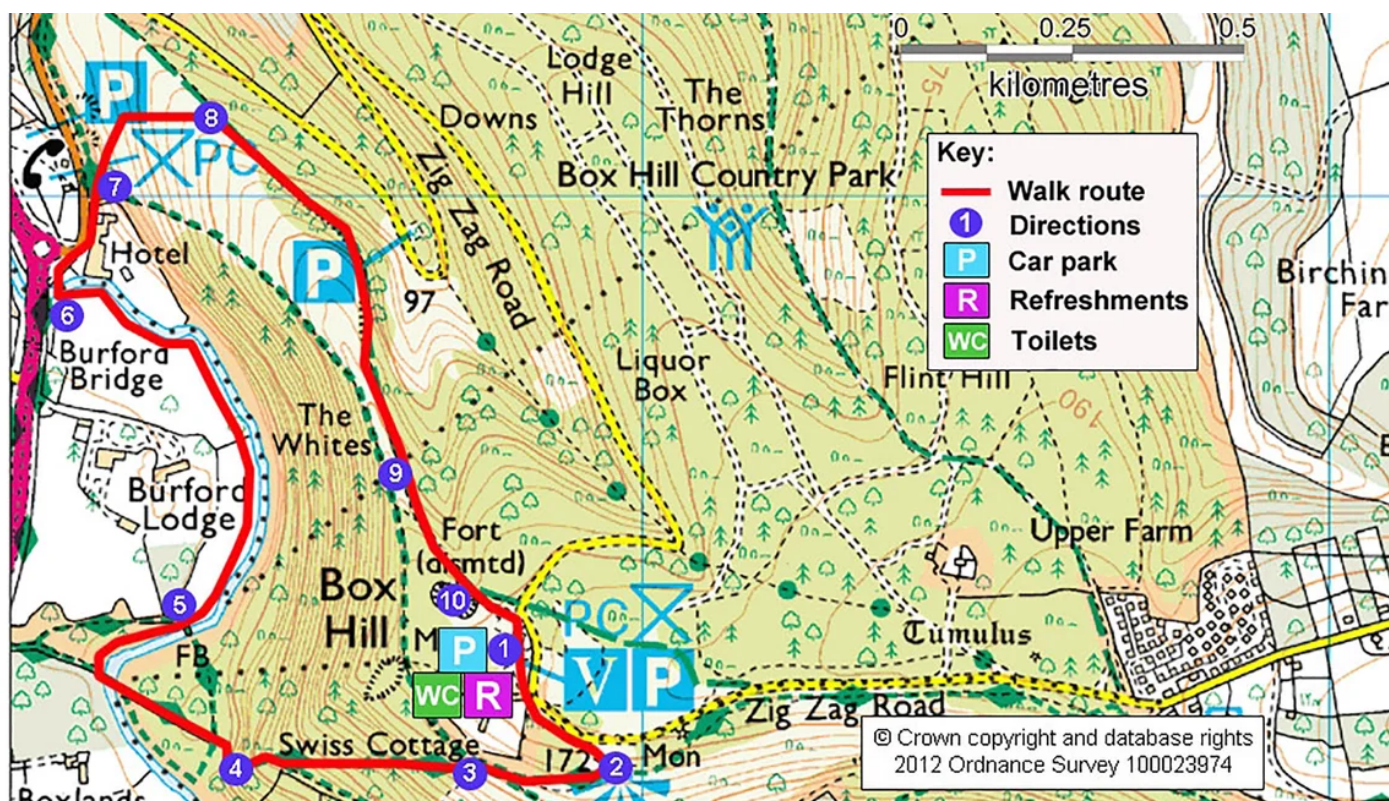 0 0.25 0.5
kilometres
Lodge
Hill
The
Thorns
Downs
75
P
8
PC
Box Hill Country Park
Key:
Walk route
1 Directions
P Car park
R Refreshments
WC Toilets
7
Zig Zag Road
Hotel
P
97
Birchin
Far
6
Burford
Bridge
Liquor
Box
Flint Hill
190
The
Whites
9
Burford
Lodge
Fort
(dismtd)
Upper Farm
Box
Hill
10
5
PC
Tumulus
M
P
1
FB
WC R
V P
Zig Zag Road
Swiss Cottage
172
Mon
4
3
2
Boxlands
© Crown copyright and database rights
2012 Ordnance Survey 100023974